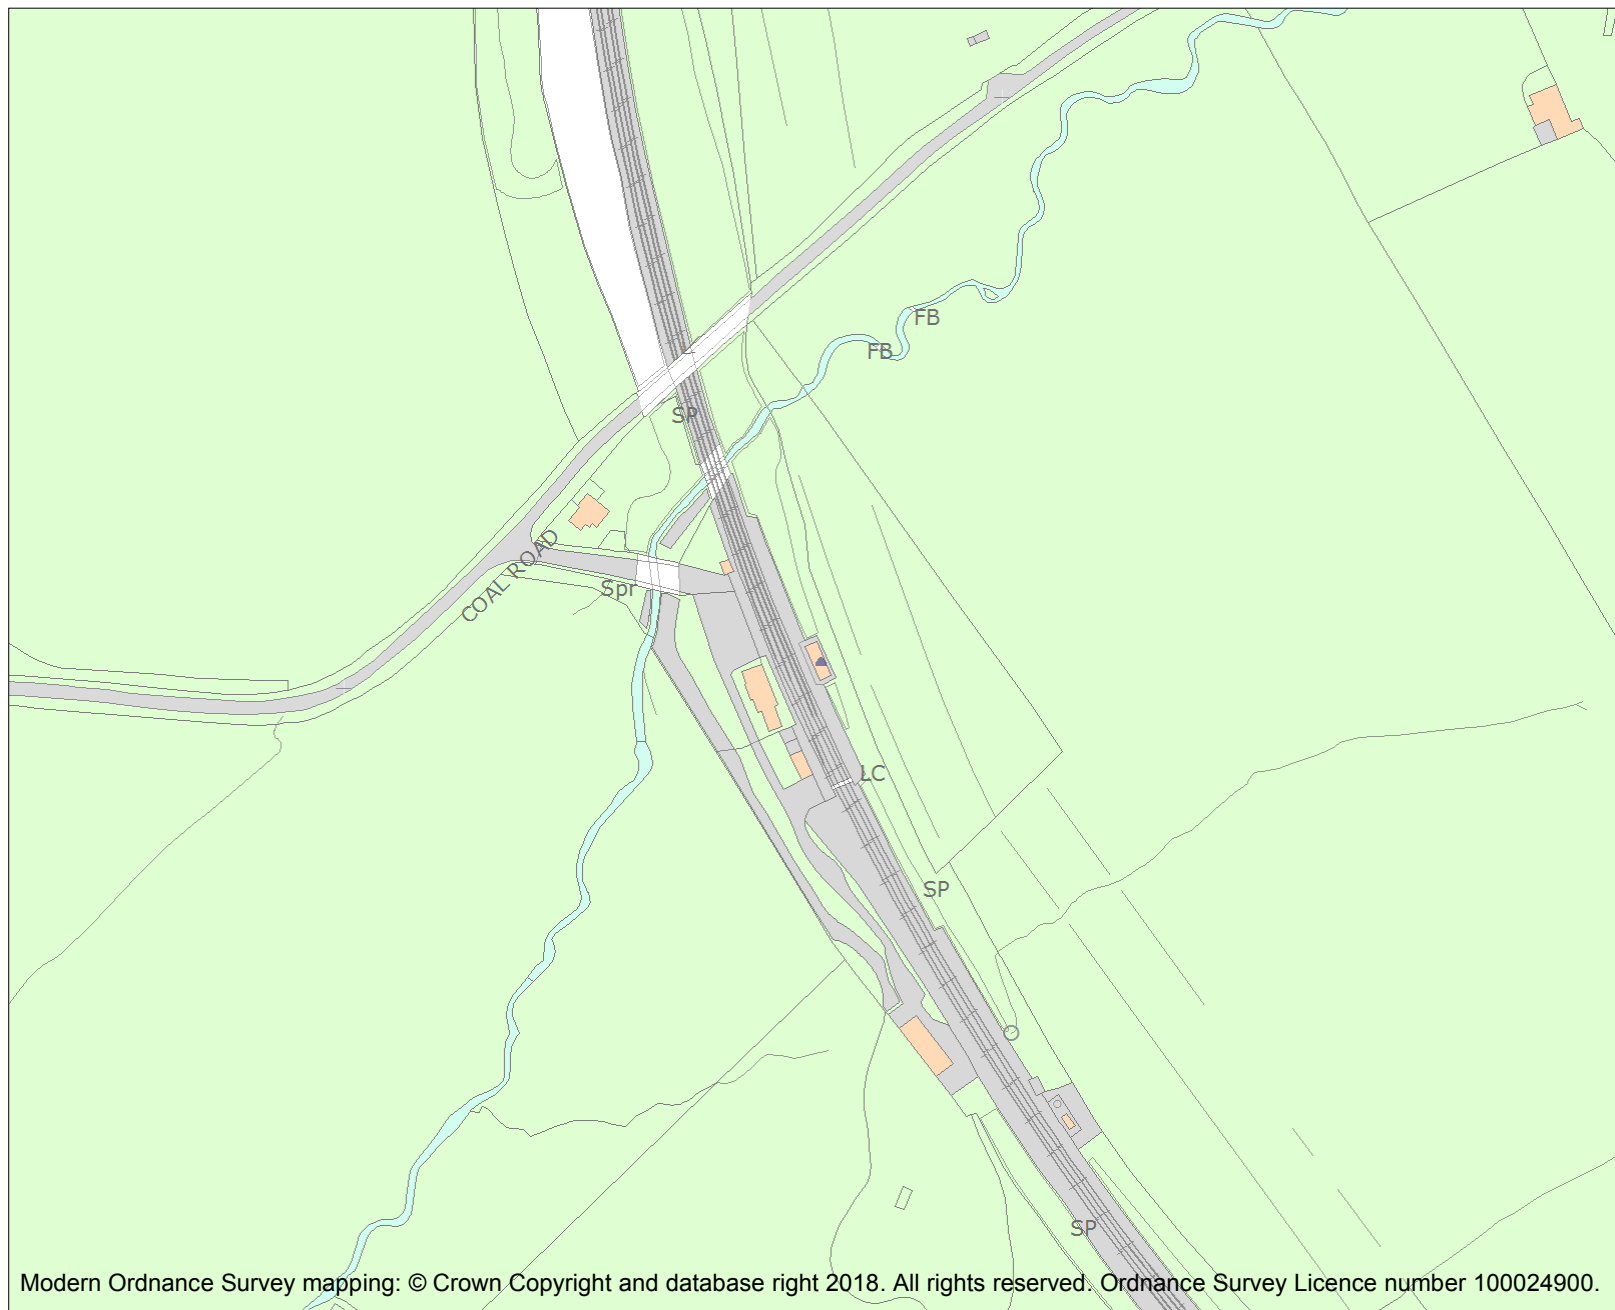 FB
FB
SP
COAL ROAD
Spr
LC
SP
SP
Modern Ordnance Survey mapping: © Crown Copyright and database right 2018. All rights reserved. Ordnance Survey Licence number 100024900.